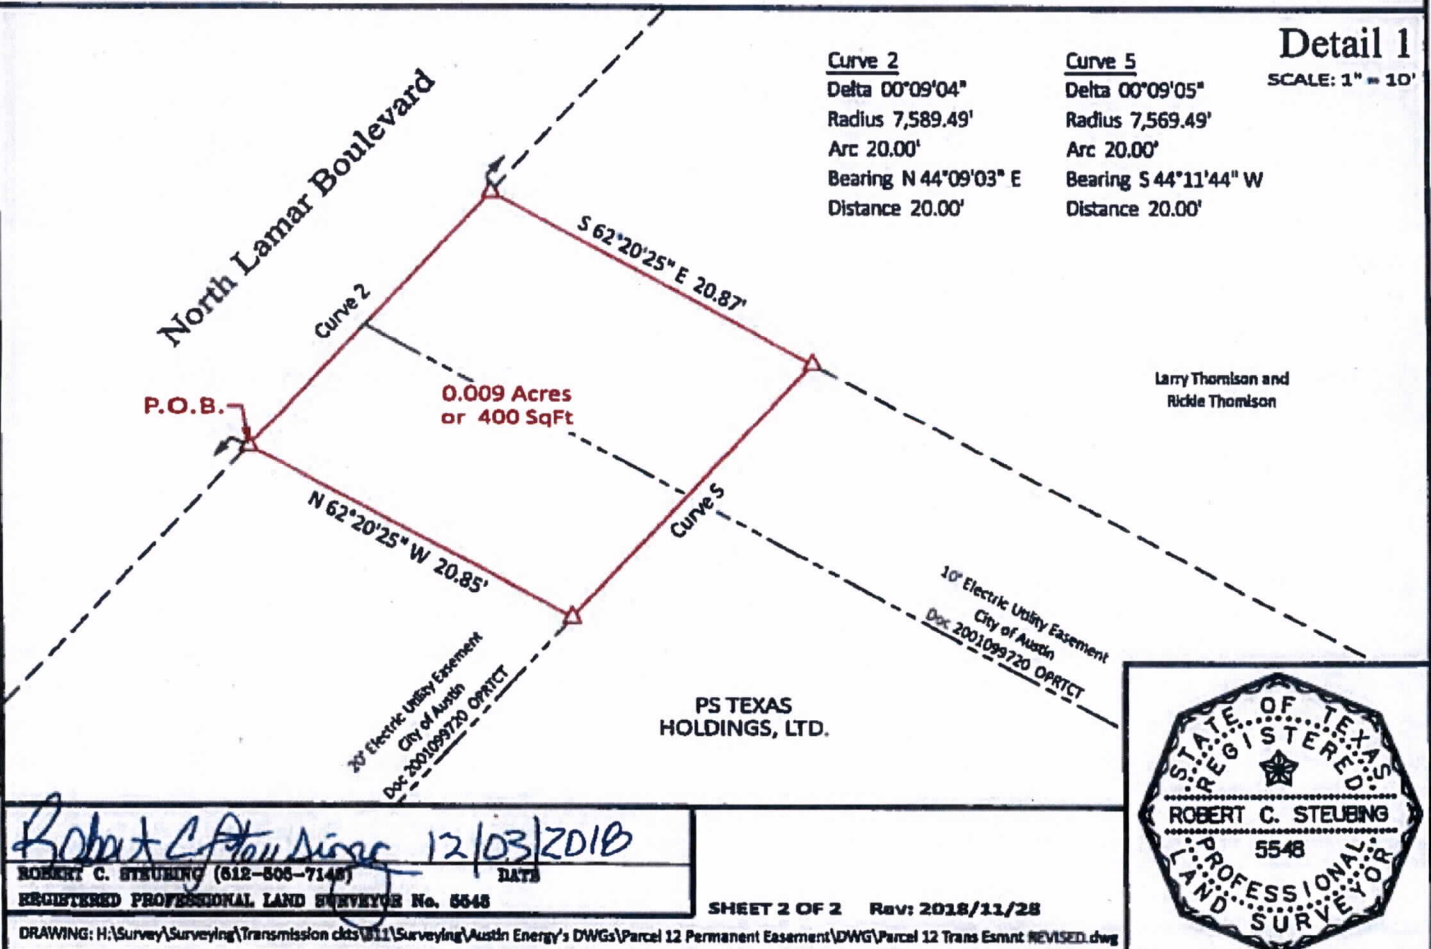 Detail 1
SCALE: 1" = 10'
Curve 2
Delta 00°09'04"
Radius 7,589.49'
Arc 20.00'
Bearing N 44°09'03" E
Distance 20.00'
Curve 5
Delta 00°09'05"
Radius 7,569.49'
Arc 20.00'
Bearing S 44°11'44" W
Distance 20.00'
North Lamar Boulevard
S 62°20'25" E 20.87'
Curve 2
P.O.B.
0.009 Acres
or 400 SqFt
Larry Thomison and
Rickie Thomison
Curve 5
N 62°20'25" W 20.85'
10' Electric Utility Easement
City of Austin
Doc 2001099720 OPRTCT
20' Electric Utility Easement
City of Austin
Doc 2001099720 OPRTCT
PS TEXAS
HOLDINGS, LTD.
Robert C Steubing 12/03/2018
ROBERT C. STEUBING (512-505-7148) DATE
REGISTERED PROFESSIONAL LAND SURVEYOR No. 5548
SHEET 2 OF 2 Rev: 2018/11/28
DRAWING: H:\Survey\Surveying\Transmission ckts\811\Surveying\Austin Energy's DWGs\Parcel 12 Permanent Easement\DWG\Parcel 12 Trans Esmnt REVISED.dwg
STATE OF TEXAS
REGISTERED
ROBERT C. STEUBING
5548
PROFESSIONAL
LAND SURVEYOR